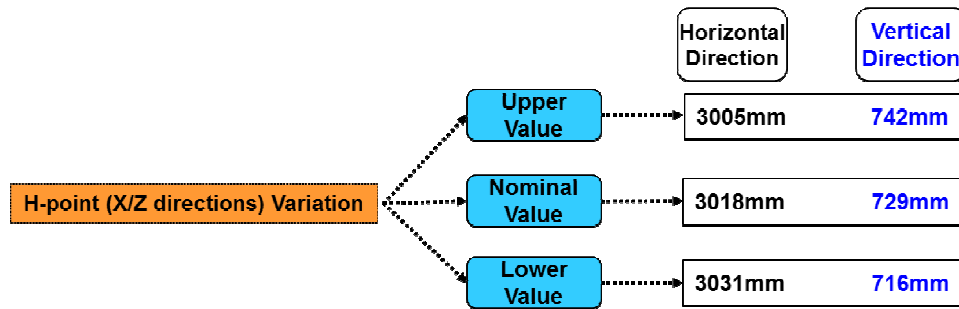 Horizontal
Direction
Vertical
Direction
Upper
Value
3005mm 742mm
H-point (X/Z directions) Variation
Nominal
Value
3018mm 729mm
Lower
Value
3031mm 716mm